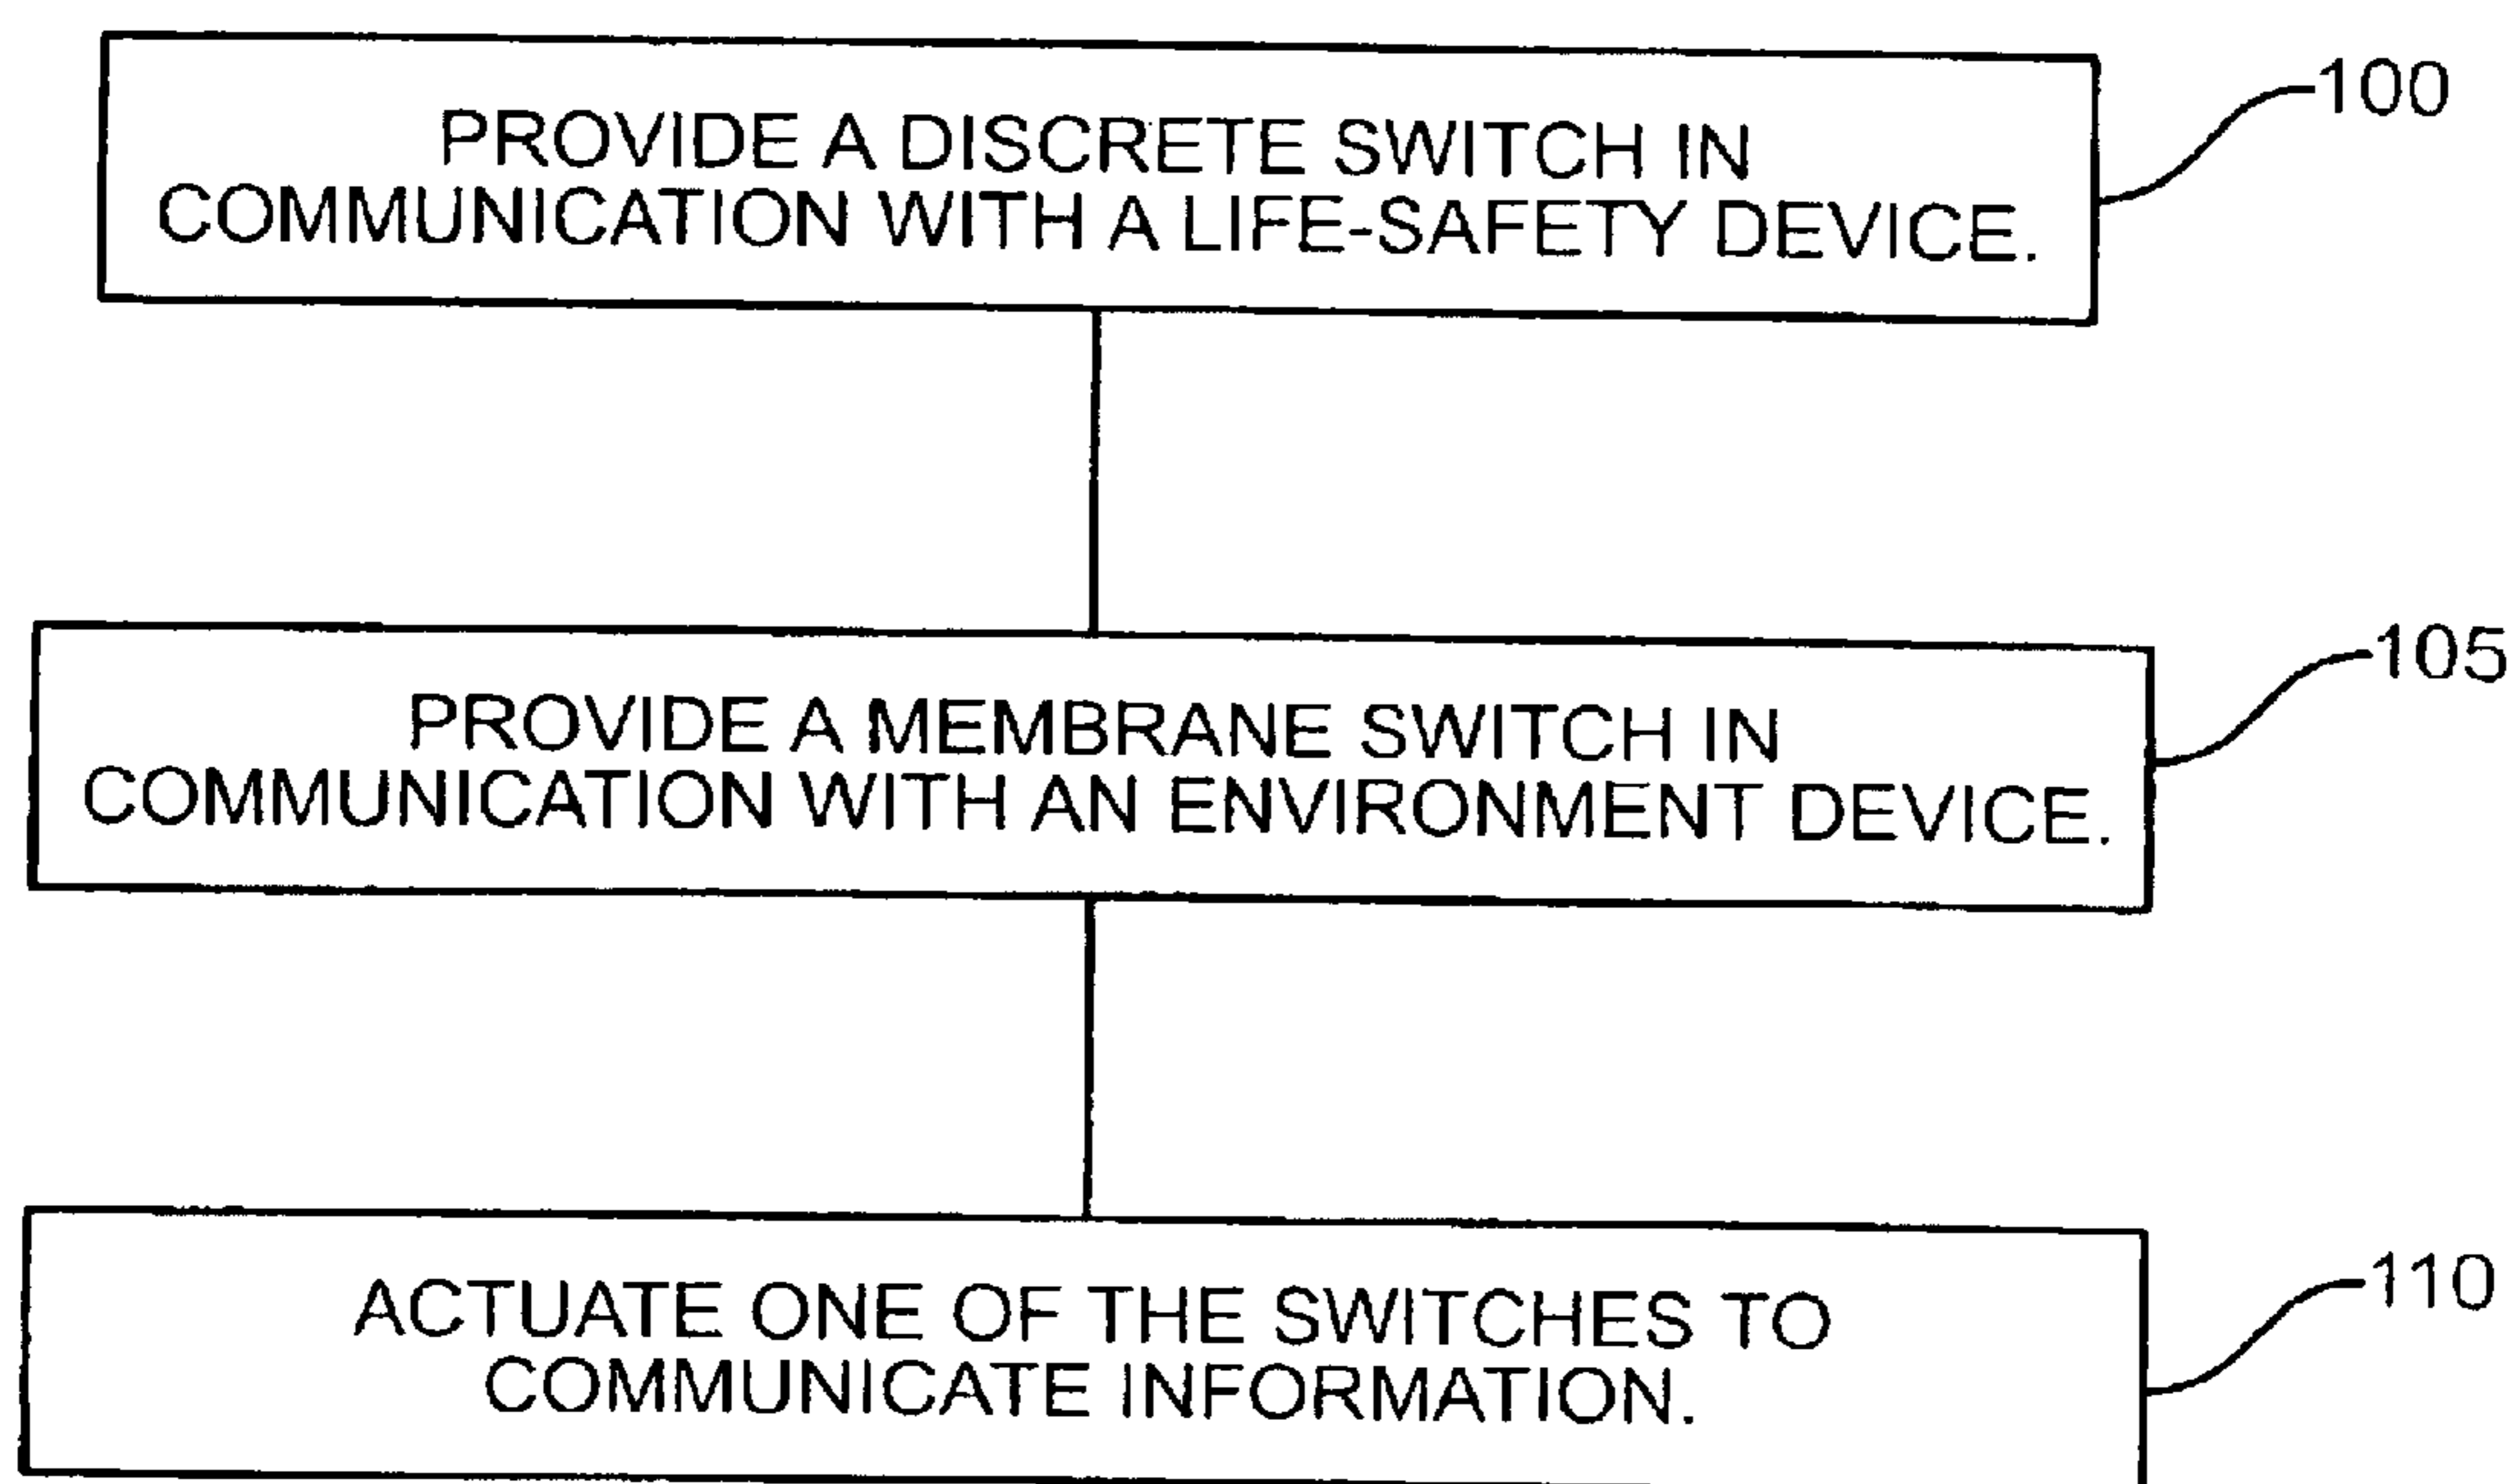 PROVIDE A DISCRETE SWITCH IN
COMMUNICATION WITH A LIFE-SAFETY DEVICE.
100
PROVIDE A MEMBRANE SWITCH IN
COMMUNICATION WITH AN ENVIRONMENT DEVICE.
105
ACTUATE ONE OF THE SWITCHES TO
COMMUNICATE INFORMATION.
110